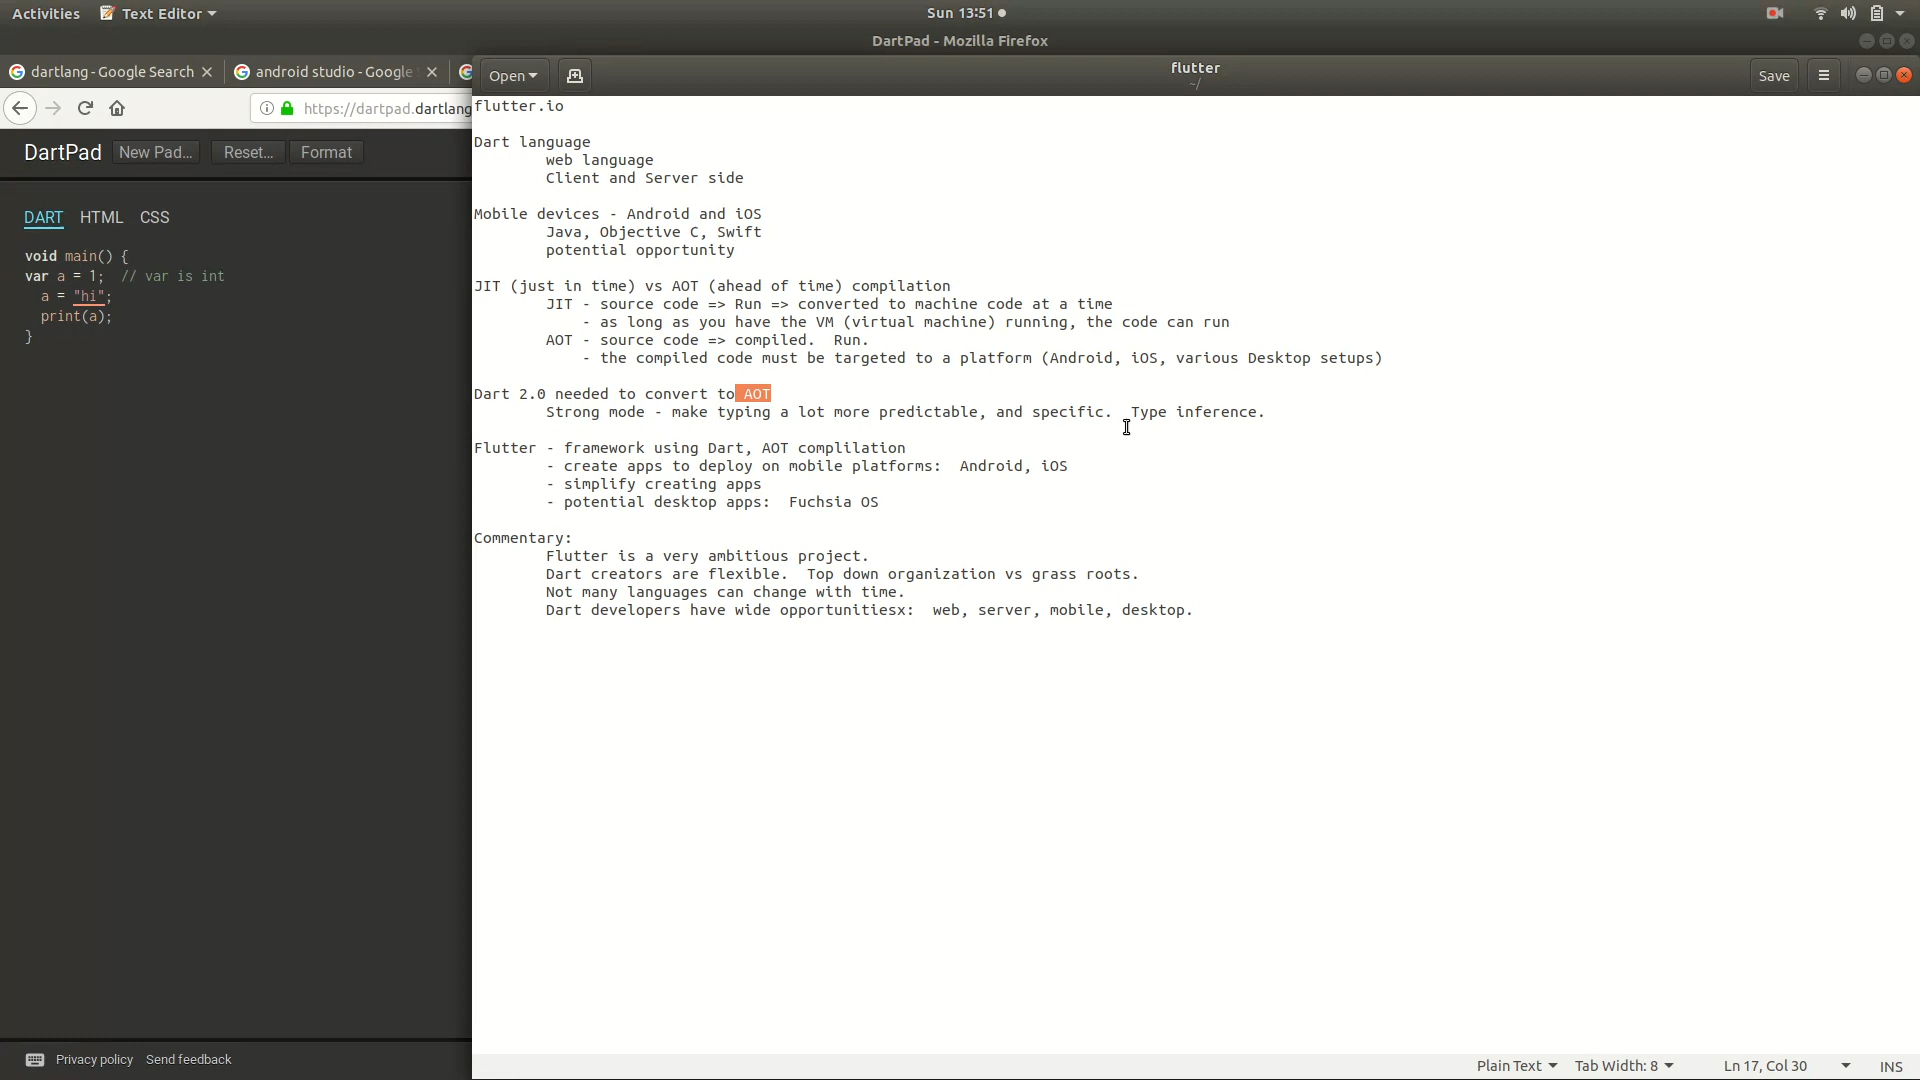 Activities Text Editor Sun 13:51
DartPad - Mozilla Firefox
dartlang - Google Search android studio - Google
Open flutter Save
~/
https://dartpad.dartlang
DartPad New Pad... Reset... Format
DART HTML CSS
void main() {
var a = 1;  // var is int
  a = "hi";
  print(a);
}
flutter.io
Dart language
web language
Client and Server side
Mobile devices - Android and iOS
Java, Objective C, Swift
potential opportunity
JIT (just in time) vs AOT (ahead of time) compilation
JIT - source code => Run => converted to machine code at a time
- as long as you have the VM (virtual machine) running, the code can run
AOT - source code => compiled.  Run.
- the compiled code must be targeted to a platform (Android, iOS, various Desktop setups)
Dart 2.0 needed to convert to AOT
Strong mode - make typing a lot more predictable, and specific.  Type inference.
Flutter - framework using Dart, AOT complilation
- create apps to deploy on mobile platforms:  Android, iOS
- simplify creating apps
- potential desktop apps:  Fuchsia OS
Commentary:
Flutter is a very ambitious project.
Dart creators are flexible.  Top down organization vs grass roots.
Not many languages can change with time.
Dart developers have wide opportunitiesx:  web, server, mobile, desktop.
Privacy policy Send feedback
Plain Text Tab Width: 8 Ln 17, Col 30 INS